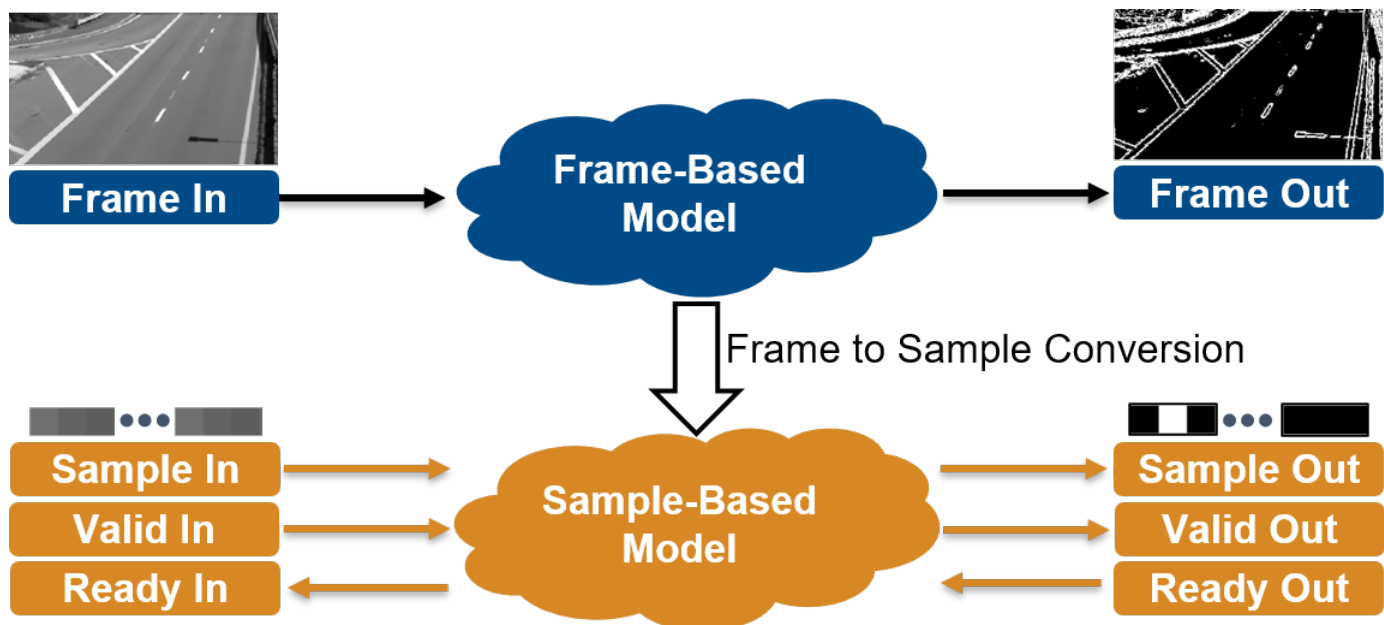 Frame In
Frame-Based
Model
Frame Out
Frame to Sample Conversion
Sample In
Valid In
Ready In
Sample-Based
Model
Sample Out
Valid Out
Ready Out